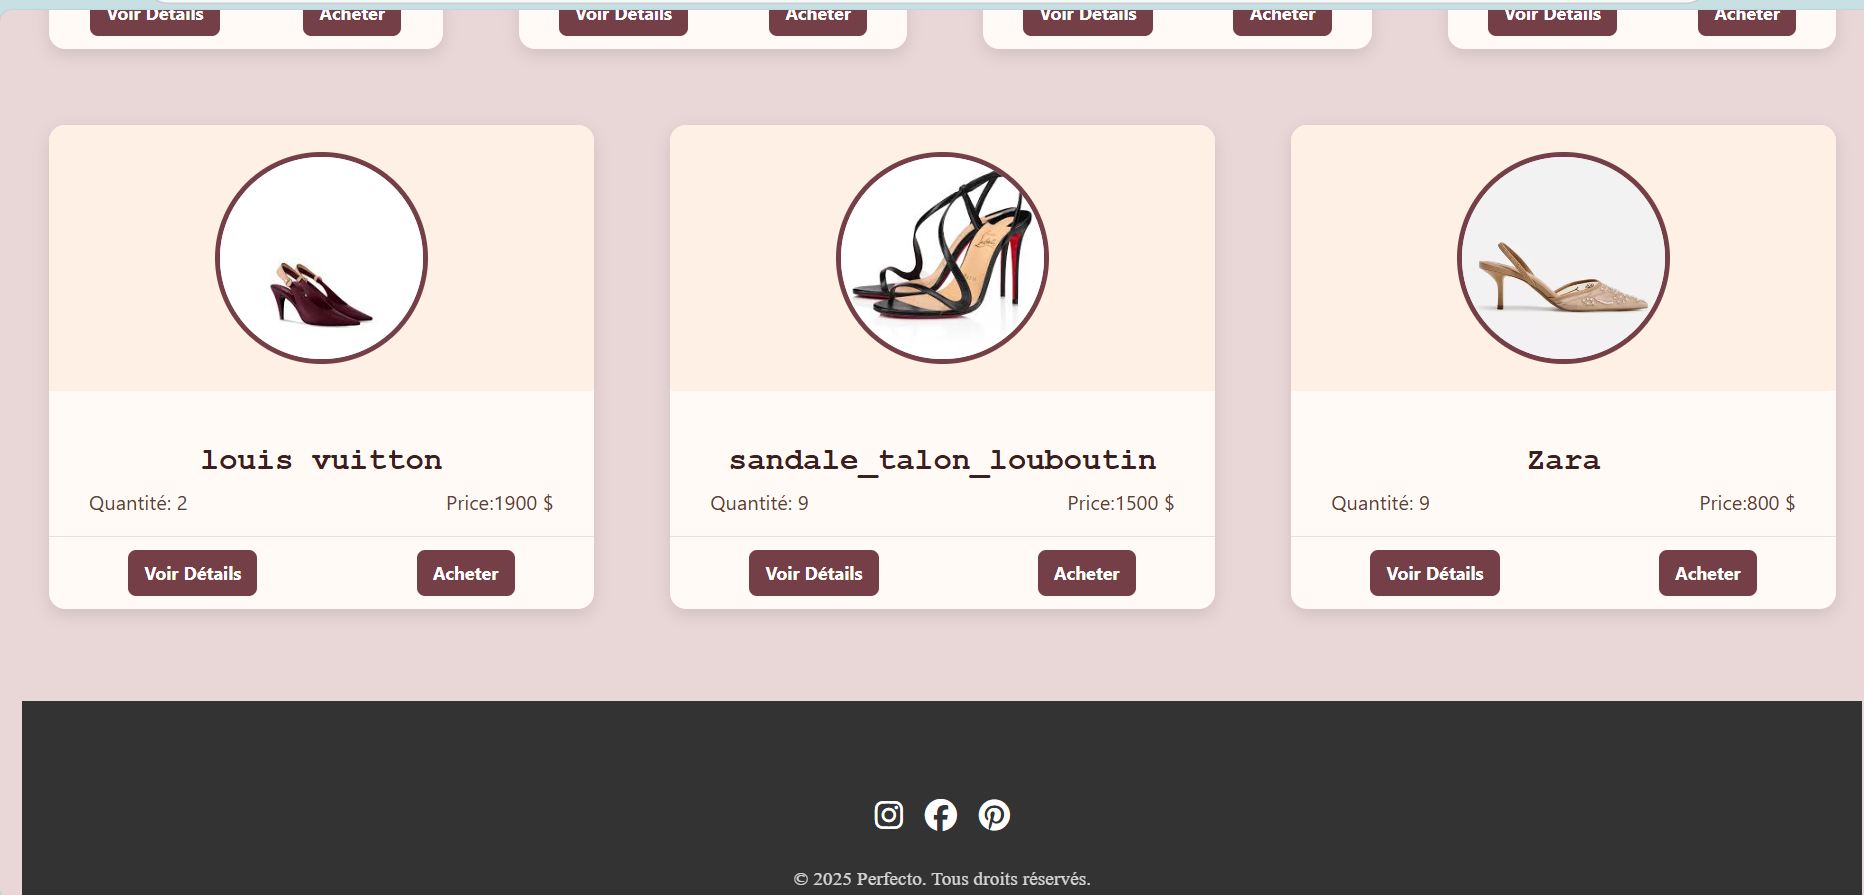 Voir Détails Acheter Voir Détails Acheter Voir Détails Acheter Voir Détails Acheter
louis vuitton sandale_talon_louboutin Zara
Quantité: 2 Price:1900 $ Quantité: 9 Price:1500 $ Quantité: 9 Price:800 $
Voir Détails Acheter Voir Détails Acheter Voir Détails Acheter
© 2025 Perfecto. Tous droits réservés.